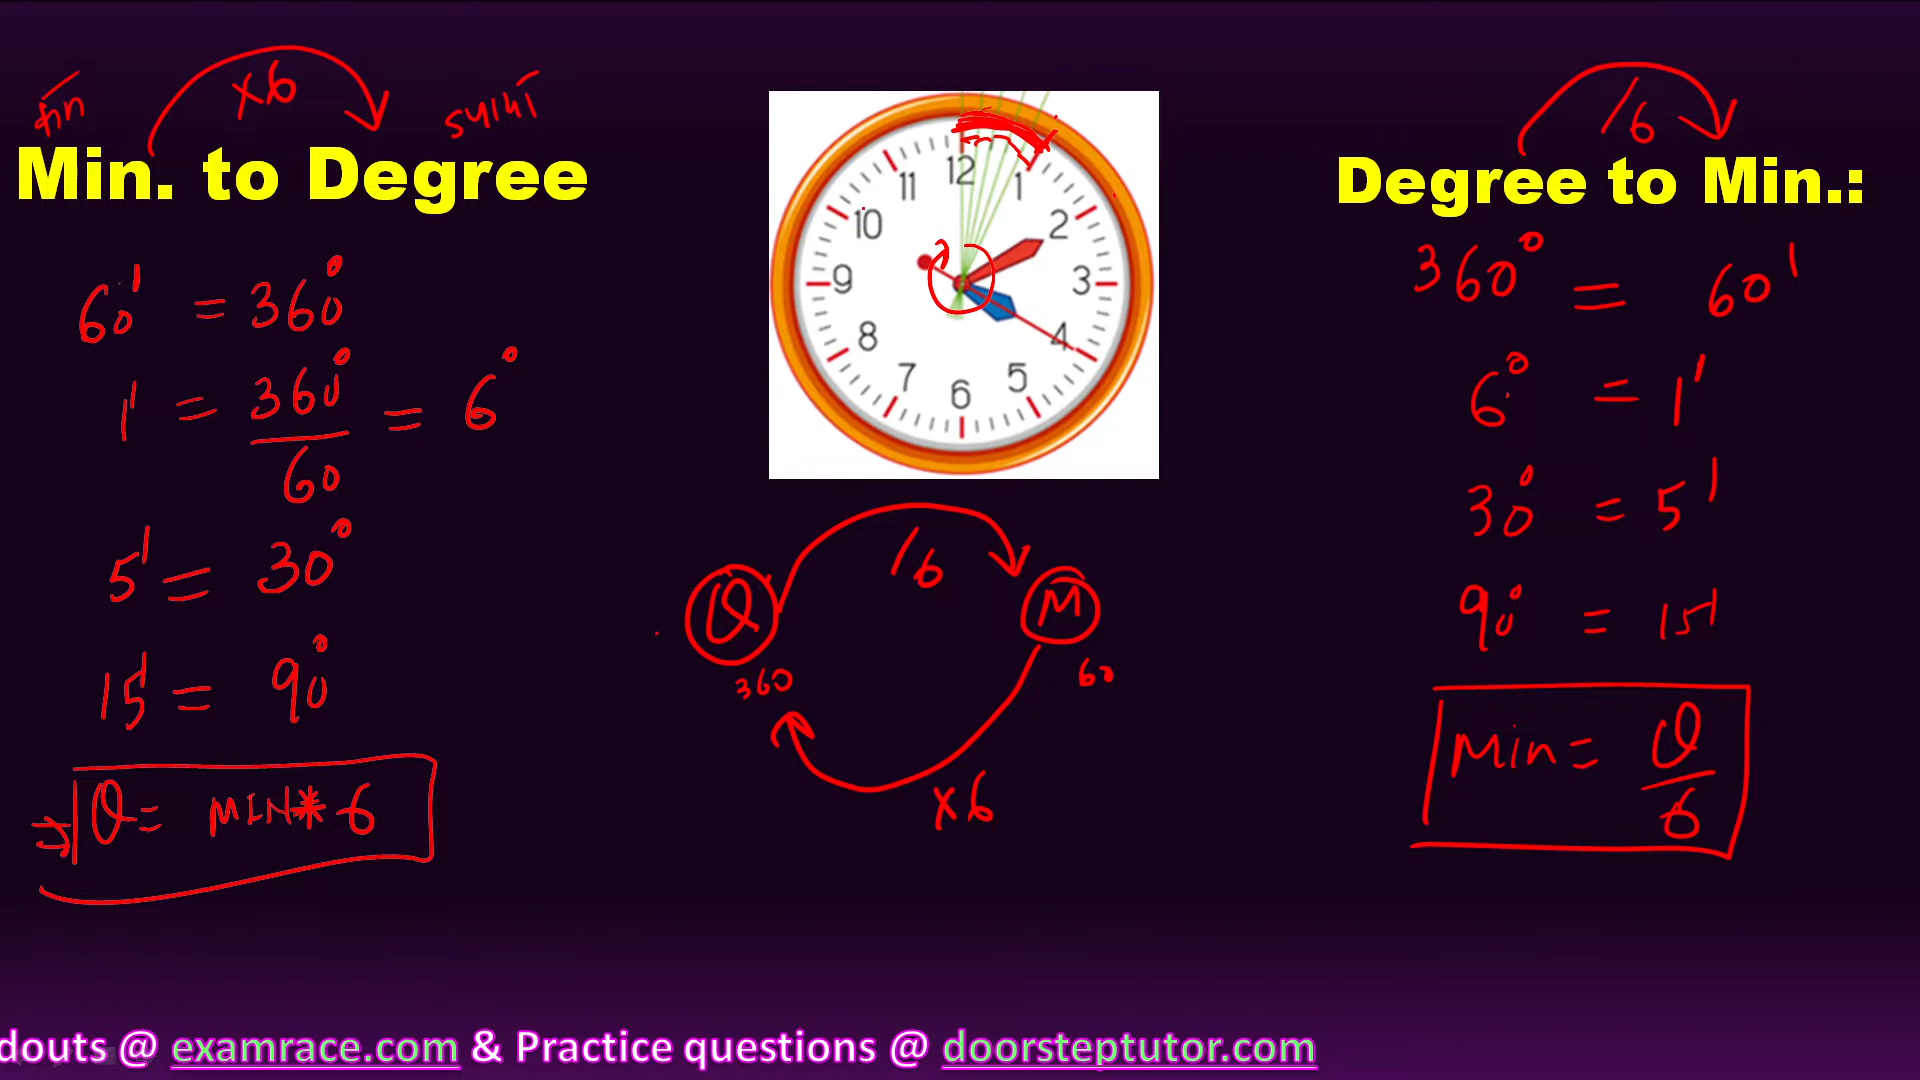 ×6
Min. to Degree
60' = 360°
1' = 360°/60 = 6°
5' = 30°
15' = 90°
θ = MIN * 6
12
1
2
3
4
5
6
7
8
9
10
11
/6
θ
M
360
60
×6
/6
Degree to Min.:
360° = 60'
6° = 1'
30° = 5'
90° = 15'
Min = θ/6
douts @ examrace.com & Practice questions @ doorsteptutor.com